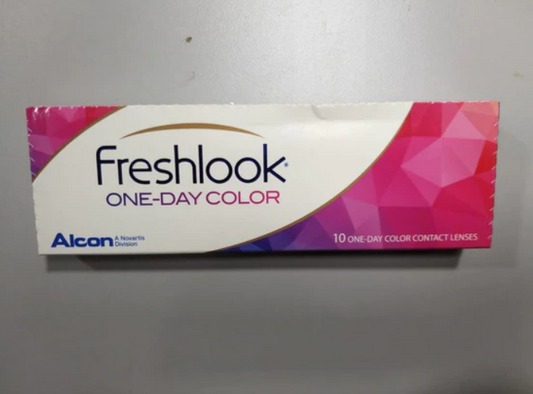 Freshlook
ONE-DAY COLOR
Alcon
A Novartis
Division
10 ONE-DAY COLOR CONTACT LENSES